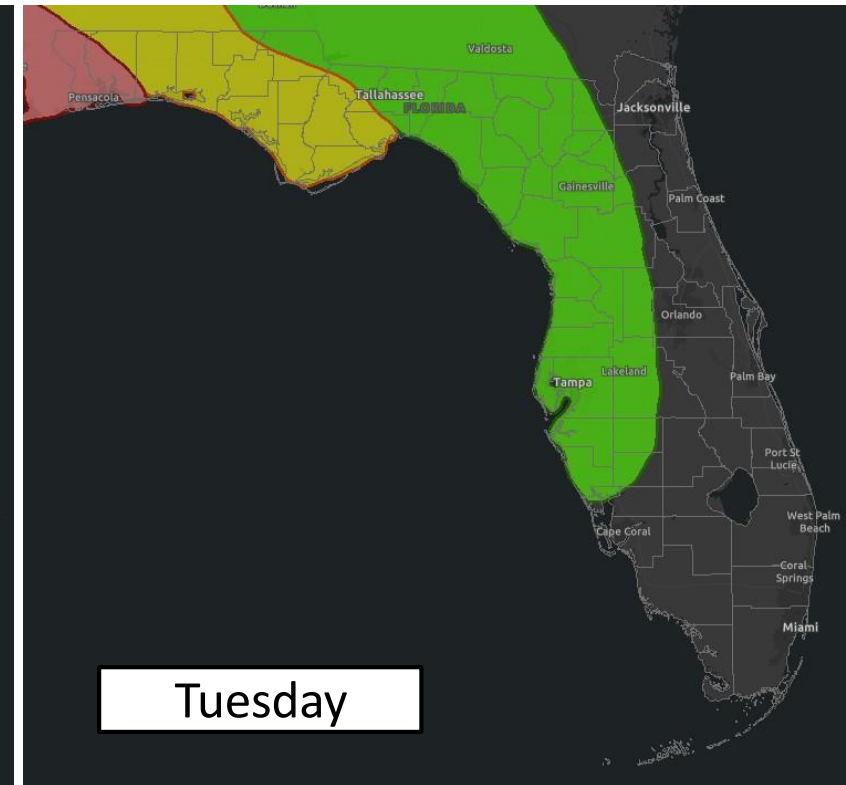 Valdosta
Pensacola
Tallahassee
FLORIDA
Jacksonville
Gainesville
Palm Coast
Orlando
Tampa
Lakeland
Palm Bay
Port St
Lucie
West Palm
Beach
Cape Coral
Coral
Springs
Miami
Tuesday